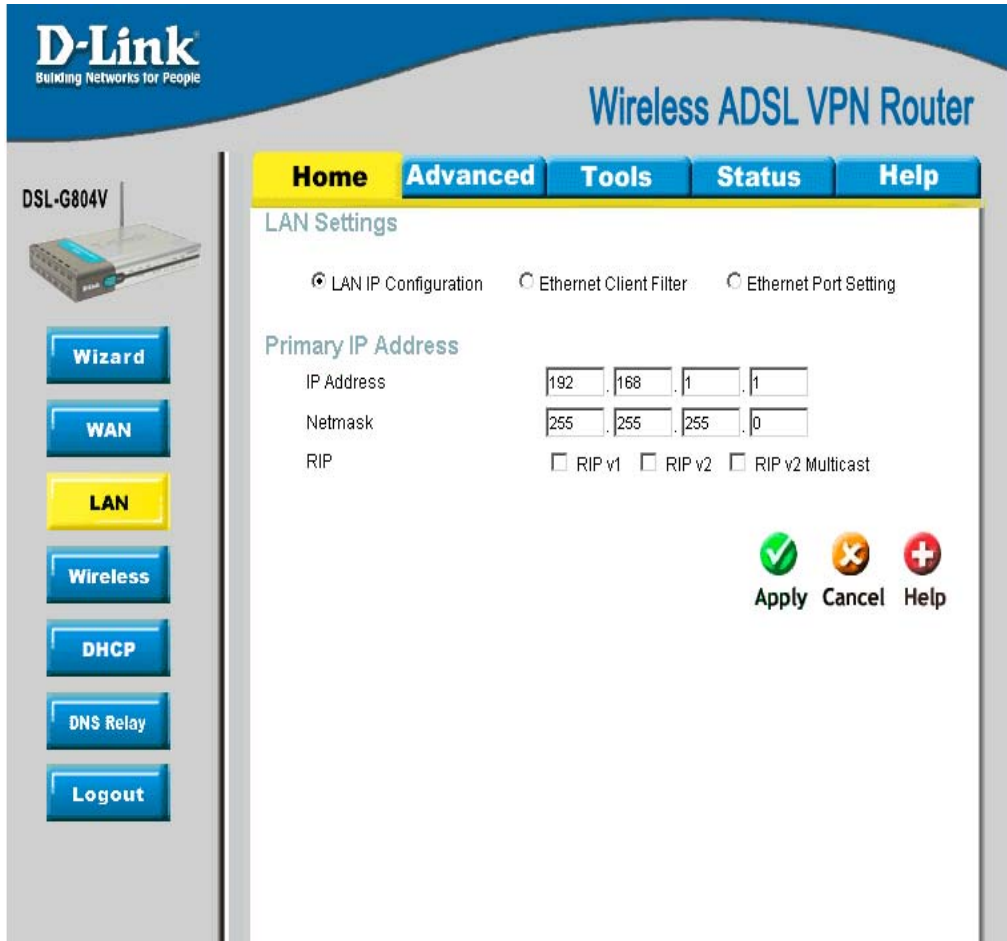 D-Link
Building Networks for People
Wireless ADSL VPN Router
DSL-G804V
Home Advanced Tools Status Help
LAN Settings
LAN IP Configuration Ethernet Client Filter Ethernet Port Setting
Primary IP Address
IP Address 192 . 168 . 1 . 1
Netmask 255 . 255 . 255 . 0
RIP RIP v1 RIP v2 RIP v2 Multicast
Apply Cancel Help
Wizard
WAN
LAN
Wireless
DHCP
DNS Relay
Logout